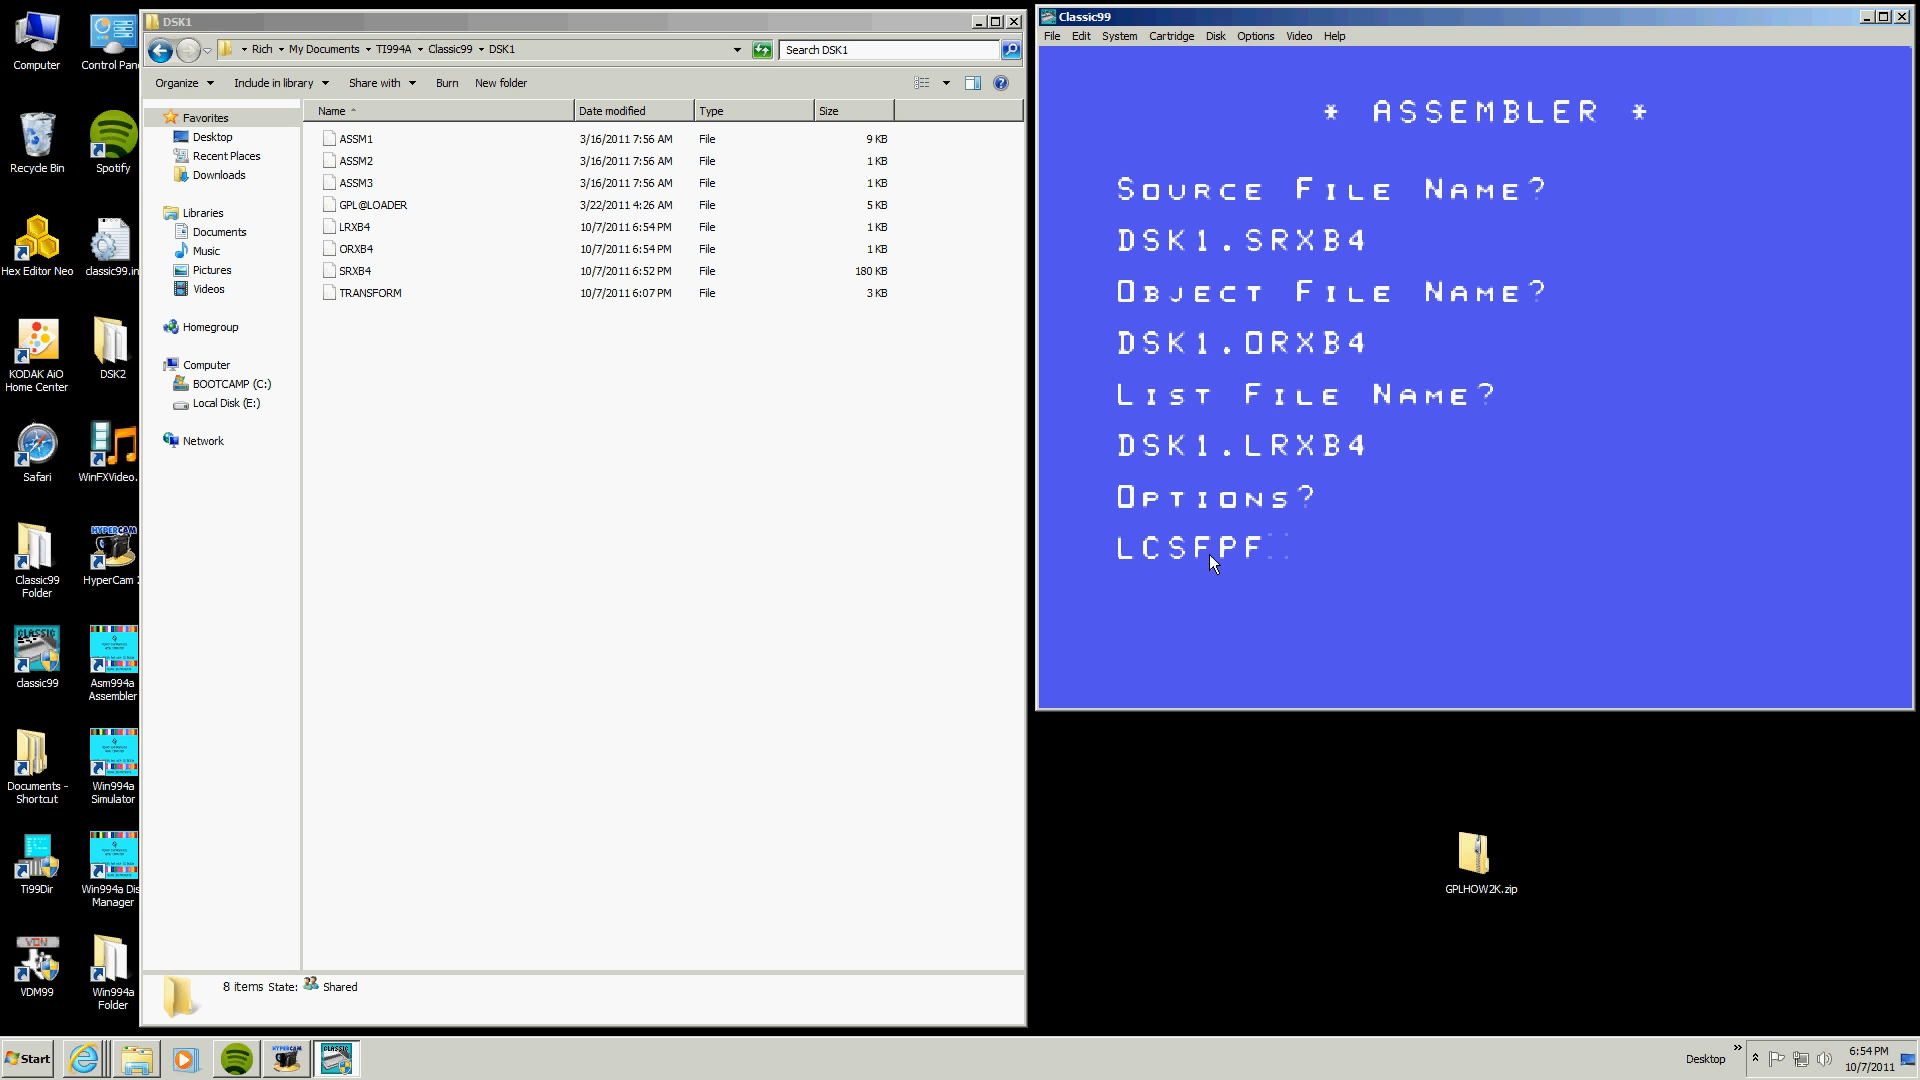 Computer
Control Pan
Recycle Bin
Spotify
Hex Editor Neo
classic99.in
KODAK AiO
Home Center
DSK2
Safari
WinFXVideo.
Classic99
Folder
HYPERCAM
HyperCam 2
CLASSIC
classic99
Asm994a
Assembler
Documents -
Shortcut
Win994a
Simulator
Ti99Dir
Win994a Dis
Manager
VDM99
Win994a
Folder
DSK1
Rich
My Documents
TI994A
Classic99
DSK1
Search DSK1
Organize
Include in library
Share with
Burn
New folder
Favorites
Desktop
Recent Places
Downloads
Libraries
Documents
Music
Pictures
Videos
Homegroup
Computer
BOOTCAMP (C:)
Local Disk (E:)
Network
Name Date modified Type Size
ASSM1 3/16/2011 7:56 AM File 9 KB
ASSM2 3/16/2011 7:56 AM File 1 KB
ASSM3 3/16/2011 7:56 AM File 1 KB
GPL@LOADER 3/22/2011 4:26 AM File 5 KB
LRXB4 10/7/2011 6:54 PM File 1 KB
ORXB4 10/7/2011 6:54 PM File 1 KB
SRXB4 10/7/2011 6:52 PM File 180 KB
TRANSFORM 10/7/2011 6:07 PM File 3 KB
8 items State: Shared
Classic99
File Edit System Cartridge Disk Options Video Help
* ASSEMBLER *
SOURCE FILE NAME?
DSK1.SRXB4
OBJECT FILE NAME?
DSK1.ORXB4
LIST FILE NAME?
DSK1.LRXB4
OPTIONS?
LCSFPF
GPLHOW2K.zip
Start
HYPERCAM
CLASSIC
Desktop
»
6:54 PM
10/7/2011